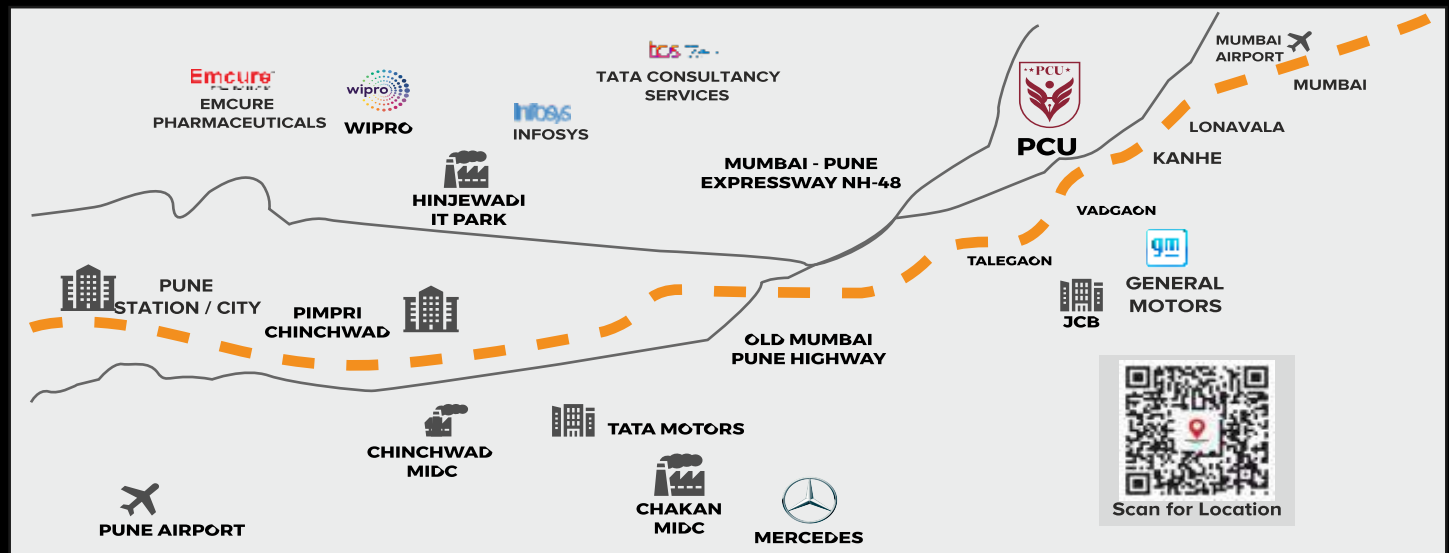 Emcure
EMCURE
PHARMACEUTICALS
wipro
WIPRO
Infosys
INFOSYS
tcs
TATA CONSULTANCY
SERVICES
HINJEWADI
IT PARK
MUMBAI - PUNE
EXPRESSWAY NH-48
PCU
PCU
MUMBAI
AIRPORT
MUMBAI
LONAVALA
KANHE
VADGAON
TALEGAON
gm
GENERAL
MOTORS
JCB
PUNE
STATION / CITY
PIMPRI
CHINCHWAD
OLD MUMBAI
PUNE HIGHWAY
CHINCHWAD
MIDC
TATA MOTORS
CHAKAN
MIDC
MERCEDES
PUNE AIRPORT
Scan for Location